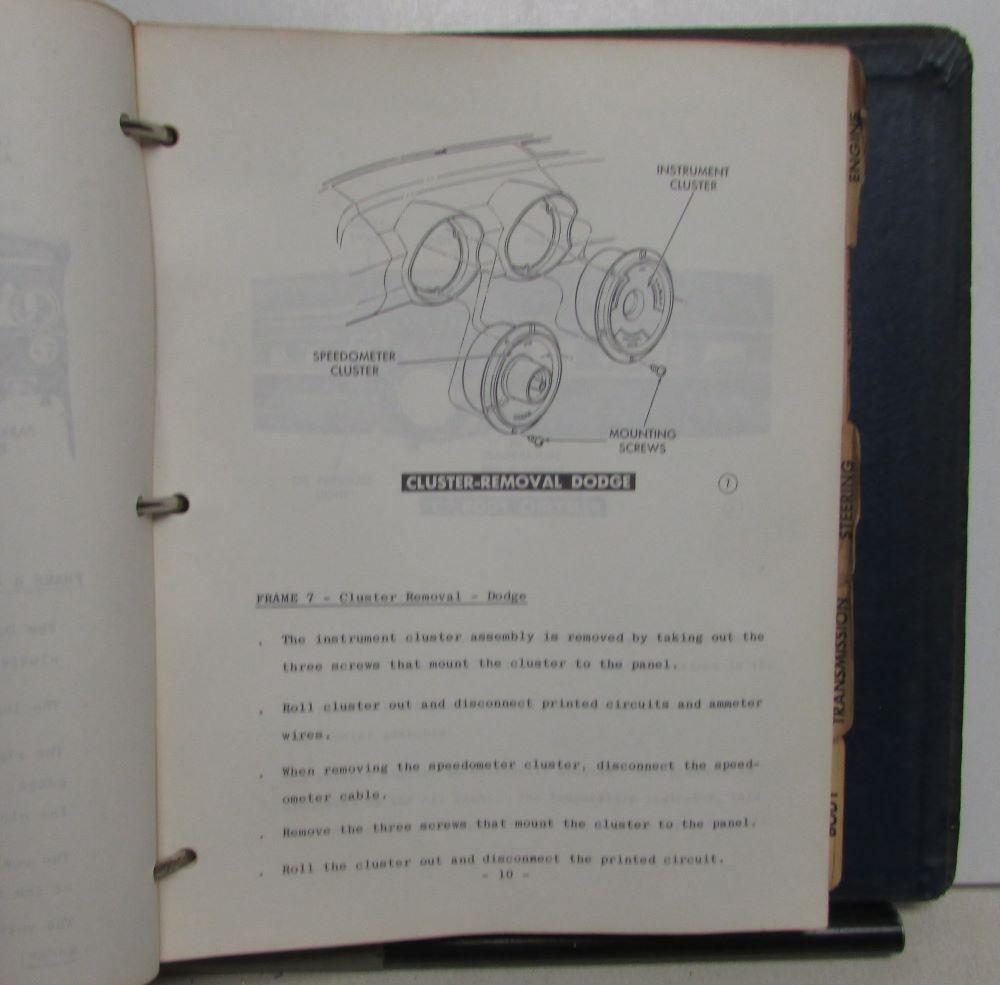 INSTRUMENT
CLUSTER
SPEEDOMETER
CLUSTER
MOUNTING
SCREWS
CLUSTER-REMOVAL DODGE
FRAME 7 - Cluster Removal - Dodge
. The instrument cluster assembly is removed by taking out the
three screws that mount the cluster to the panel.
. Roll cluster out and disconnect printed circuits and ammeter
wires.
. When removing the speedometer cluster, disconnect the speed-
ometer cable.
. Remove the three screws that mount the cluster to the panel.
. Roll the cluster out and disconnect the printed circuit.
- 10 -
ENGINE
STEERING
TRANSMISSION
BODY